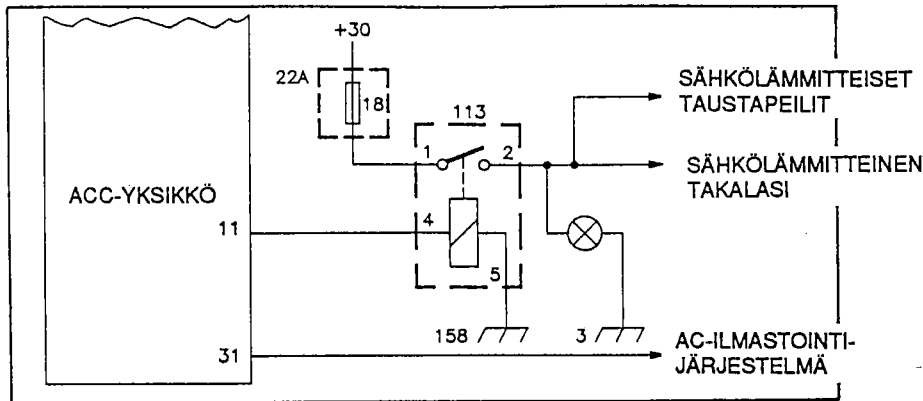 +30
22A
18
113
1
2
SÄHKÖLÄMMITTEISET
TAUSTAPEILIT
SÄHKÖLÄMMITTEINEN
TAKALASI
ACC-YKSIKKÖ
11
4
5
158
3
31
AC-ILMASTOINTI-
JÄRJESTELMÄ